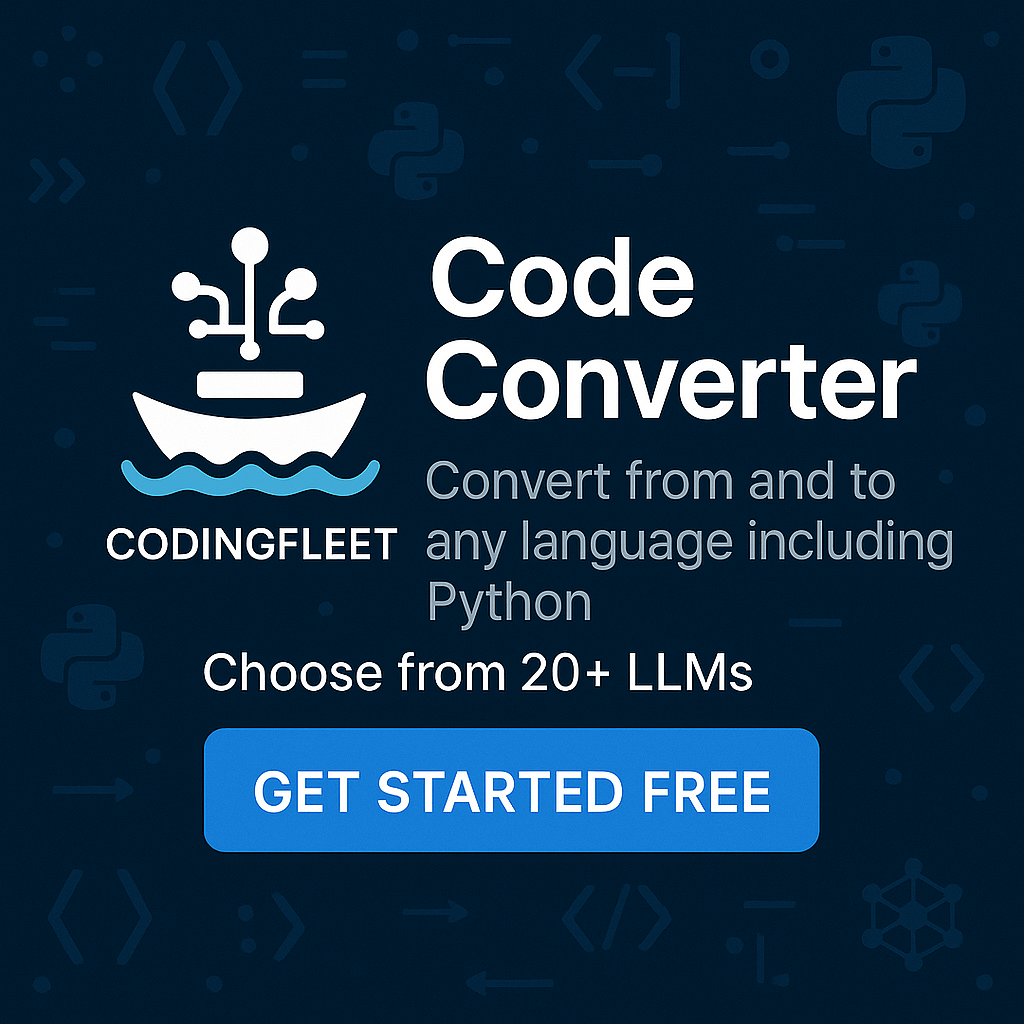 Code
Converter
Convert from and to
any language including
Python
CODINGFLEET
Choose from 20+ LLMs
GET STARTED FREE